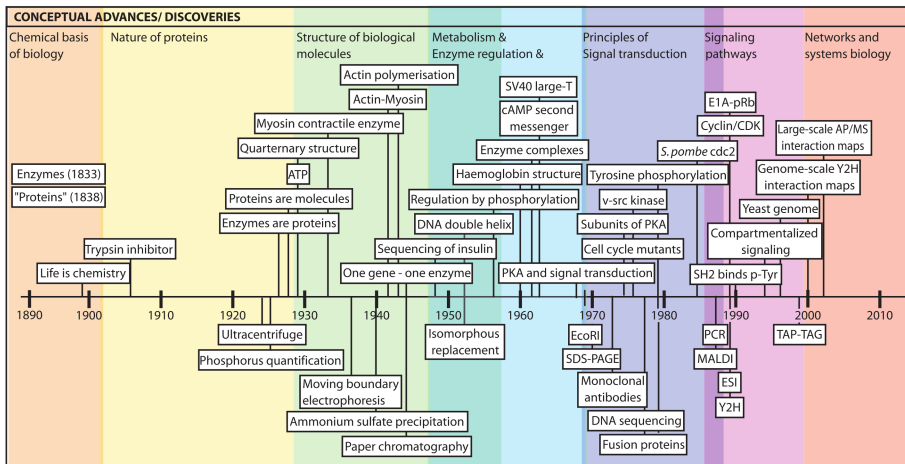 CONCEPTUAL ADVANCES/ DISCOVERIES
Chemical basis
of biology
Nature of proteins
Structure of biological
molecules
Metabolism &
Enzyme regulation &
Principles of
Signal transduction
Signaling
pathways
Networks and
systems biology
Actin polymerisation
Actin-Myosin
Myosin contractile enzyme
Quaternary structure
ATP
Proteins are molecules
Enzymes are proteins
Enzymes (1833)
"Proteins" (1838)
Trypsin inhibitor
Life is chemistry
SV40 large-T
cAMP second
messenger
Enzyme complexes
Haemoglobin structure
Regulation by phosphorylation
DNA double helix
Sequencing of insulin
One gene - one enzyme
PKA and signal transduction
E1A-pRb
Cyclin/CDK
S. pombe cdc2
Tyrosine phosphorylation
v-src kinase
Subunits of PKA
Cell cycle mutants
Large-scale AP/MS
interaction maps
Genome-scale Y2H
interaction maps
Yeast genome
Compartmentalized
signaling
SH2 binds p-Tyr
1890 1900 1910 1920 1930 1940 1950 1960 1970 1980 1990 2000 2010
Ultracentrifuge
Phosphorus quantification
Moving boundary
electrophoresis
Ammonium sulfate precipitation
Paper chromatography
Isomorphous
replacement
EcoRI
SDS-PAGE
Monoclonal
antibodies
DNA sequencing
Fusion proteins
PCR
MALDI
ESI
Y2H
TAP-TAG